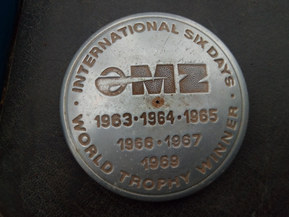 INTERNATIONAL SIX DAYS
MZ
1963·1964·1965
1966·1967
1969
WORLD TROPHY WINNER